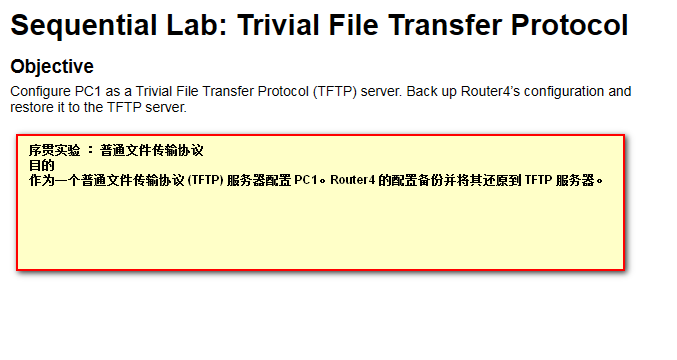 Sequential Lab: Trivial File Transfer Protocol
Objective
Configure PC1 as a Trivial File Transfer Protocol (TFTP) server. Back up Router4’s configuration and
restore it to the TFTP server.
序贯实验 ： 普通文件传输协议
目的
作为一个普通文件传输协议 (TFTP) 服务器配置 PC1。Router4 的配置备份并将其还原到 TFTP 服务器。